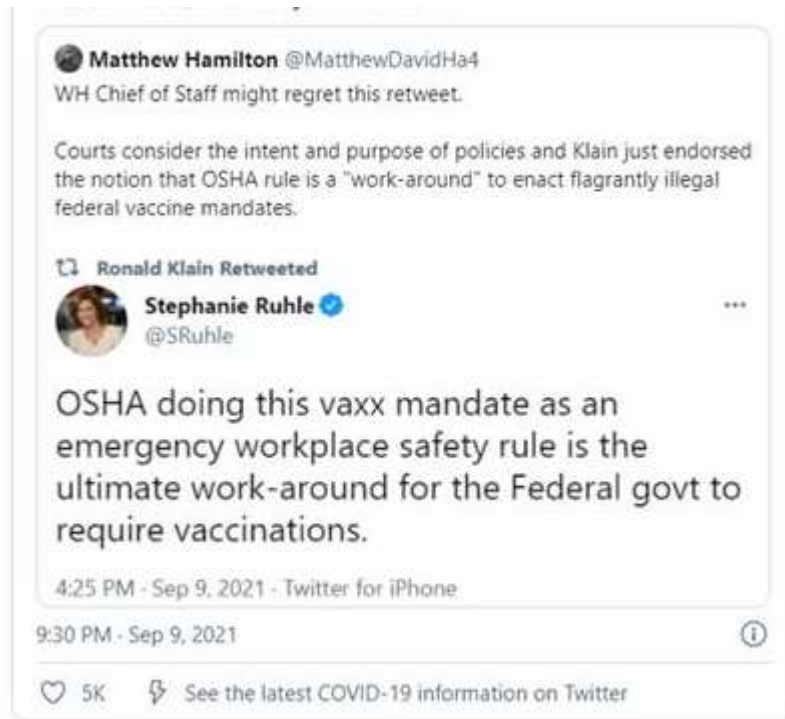 Matthew Hamilton @MatthewDavidHa4
WH Chief of Staff might regret this retweet.
Courts consider the intent and purpose of policies and Klain just endorsed
the notion that OSHA rule is a "work-around" to enact flagrantly illegal
federal vaccine mandates.
Ronald Klain Retweeted
Stephanie Ruhle
@SRuhle
OSHA doing this vaxx mandate as an
emergency workplace safety rule is the
ultimate work-around for the Federal govt to
require vaccinations.
4:25 PM - Sep 9, 2021 - Twitter for iPhone
9:30 PM - Sep 9, 2021
5K See the latest COVID-19 information on Twitter